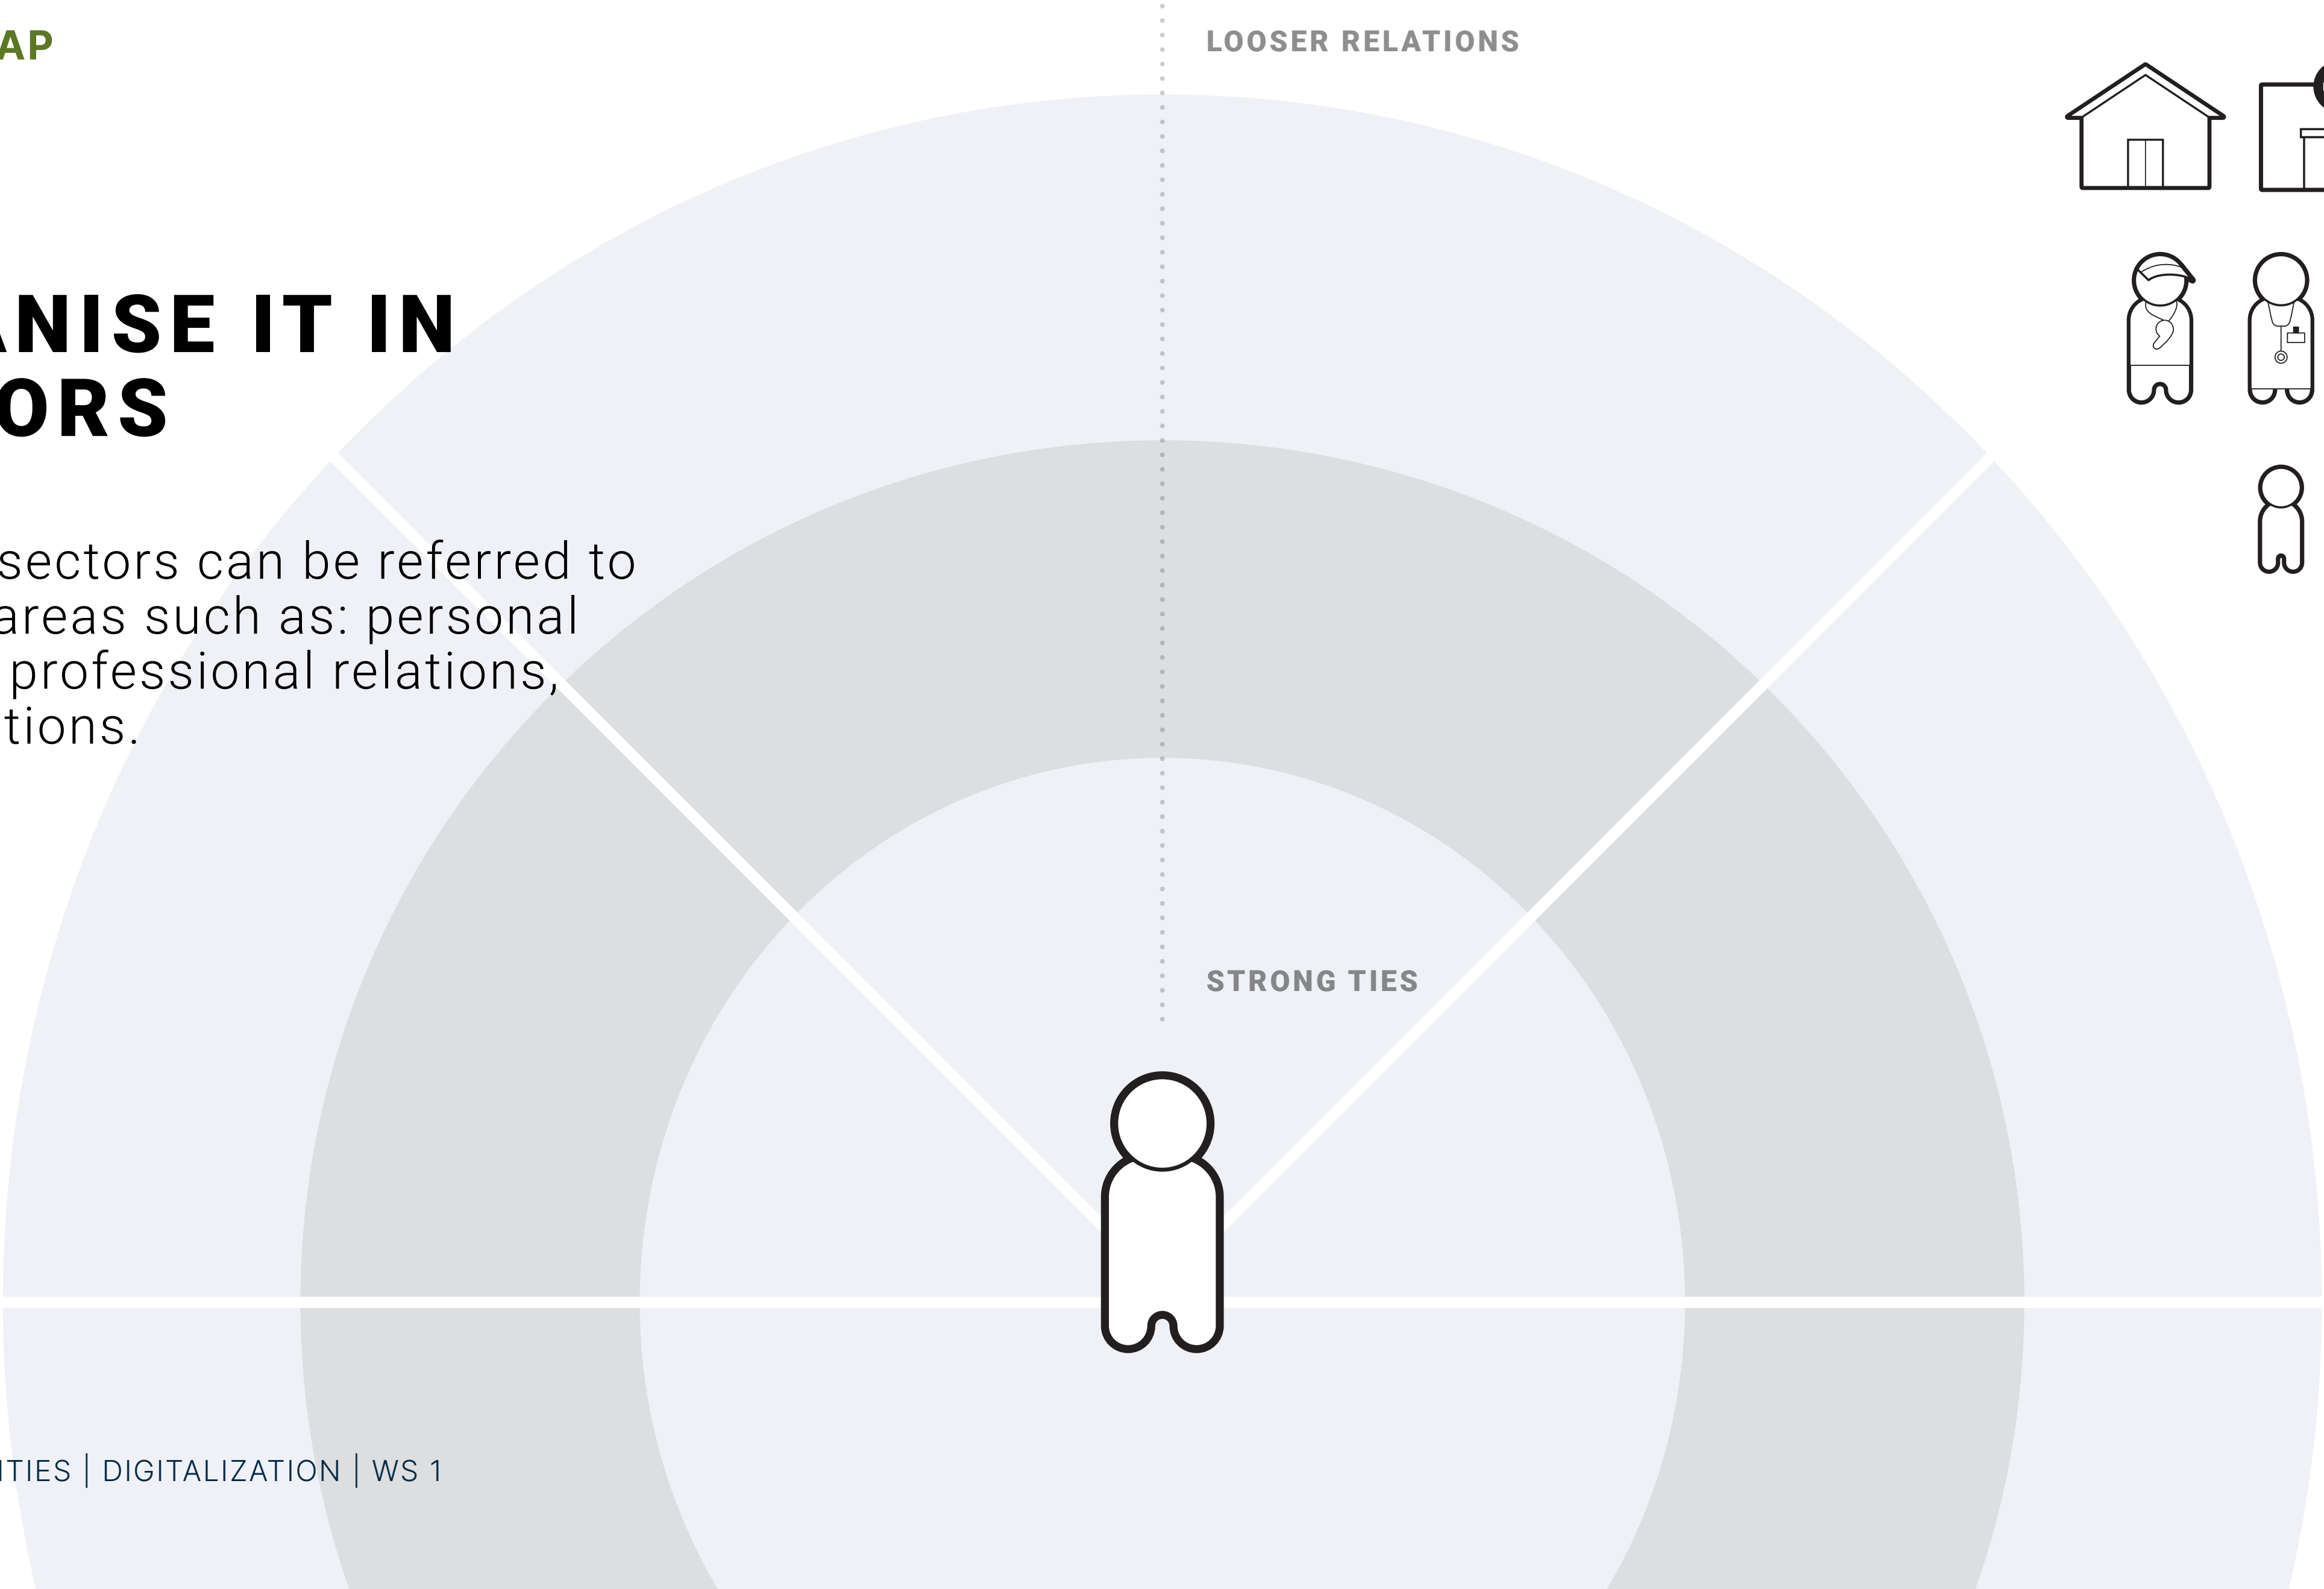 AP
LOOSER RELATIONS
ANISE IT IN
ORS
sectors can be referred to
areas such as: personal
professional relations,
tions.
STRONG TIES
ITIES | DIGITALIZATION | WS 1